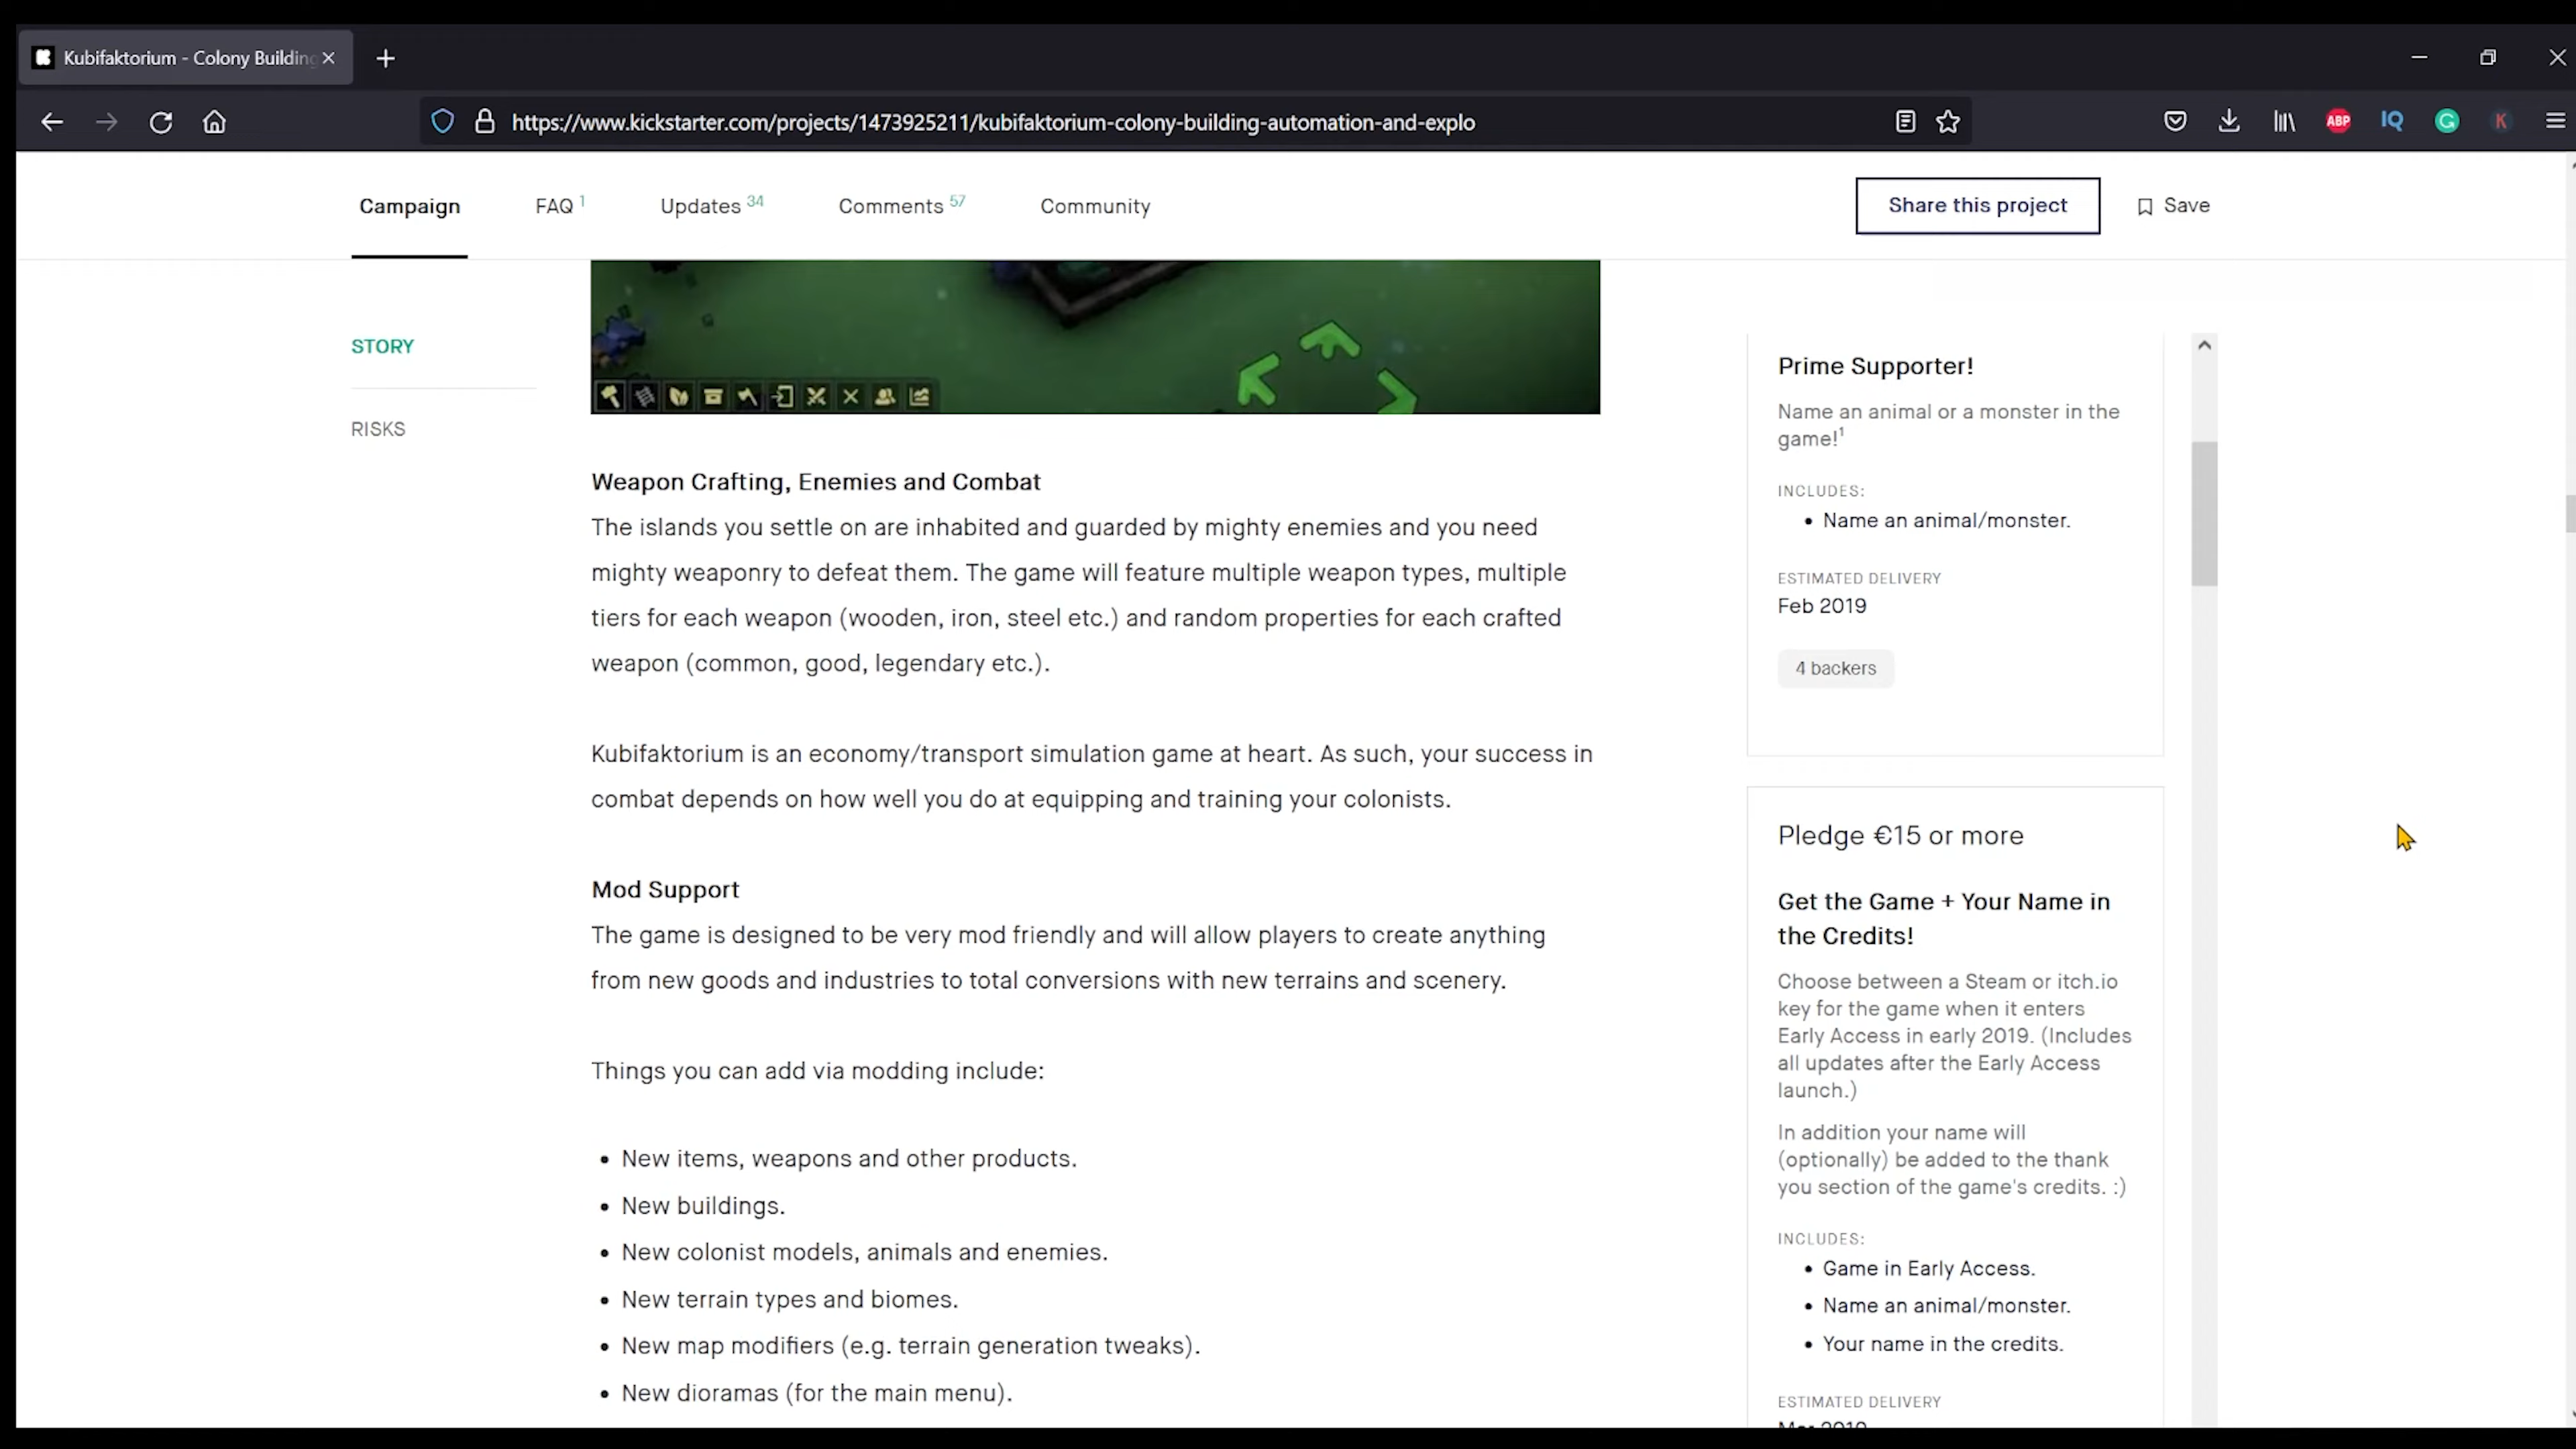 Kubifaktorium - Colony Building
https://www.kickstarter.com/projects/1473925211/kubifaktorium-colony-building-automation-and-explo
ABP
IQ
G
K
Campaign
FAQ 1
Updates 34
Comments 57
Community
Share this project
Save
STORY
RISKS
Weapon Crafting, Enemies and Combat
The islands you settle on are inhabited and guarded by mighty enemies and you need
mighty weaponry to defeat them. The game will feature multiple weapon types, multiple
tiers for each weapon (wooden, iron, steel etc.) and random properties for each crafted
weapon (common, good, legendary etc.).
Kubifaktorium is an economy/transport simulation game at heart. As such, your success in
combat depends on how well you do at equipping and training your colonists.
Mod Support
The game is designed to be very mod friendly and will allow players to create anything
from new goods and industries to total conversions with new terrains and scenery.
Things you can add via modding include:
• New items, weapons and other products.
• New buildings.
• New colonist models, animals and enemies.
• New terrain types and biomes.
• New map modifiers (e.g. terrain generation tweaks).
• New dioramas (for the main menu).
Prime Supporter!
Name an animal or a monster in the
game!¹
INCLUDES:
• Name an animal/monster.
ESTIMATED DELIVERY
Feb 2019
4 backers
Pledge €15 or more
Get the Game + Your Name in
the Credits!
Choose between a Steam or itch.io
key for the game when it enters
Early Access in early 2019. (Includes
all updates after the Early Access
launch.)
In addition your name will
(optionally) be added to the thank
you section of the game's credits. :)
INCLUDES:
• Game in Early Access.
• Name an animal/monster.
• Your name in the credits.
ESTIMATED DELIVERY
Mar 2019